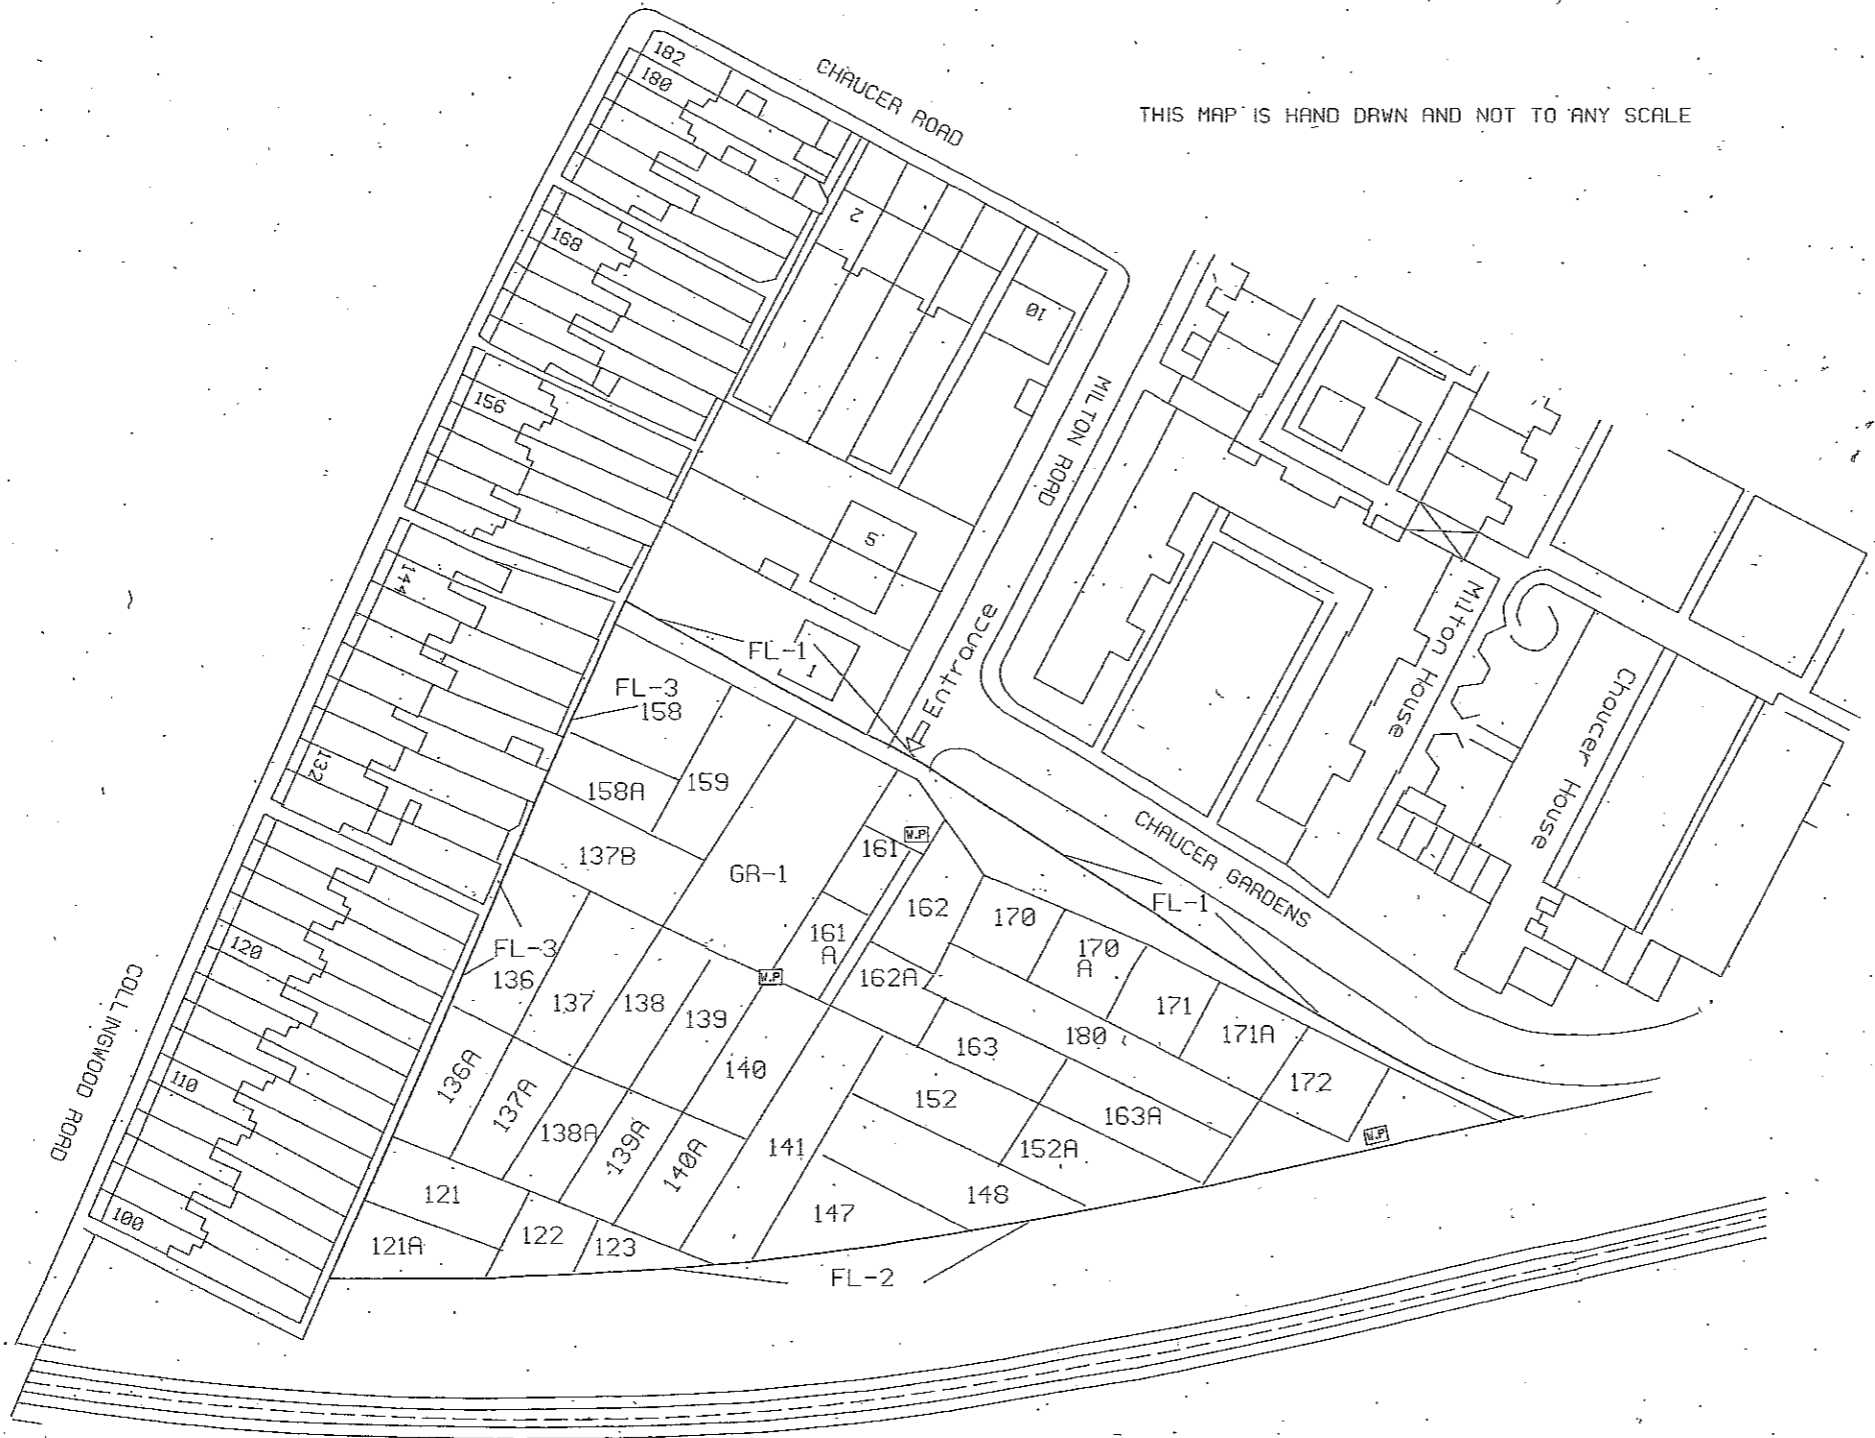 182
CHAUCER ROAD
180
THIS MAP IS HAND DRWN AND NOT TO ANY SCALE
2
168
10
MILTON ROAD
156
5
144
Milton House
Entrance
FL-1
1
FL-3
158
Chaucer House
132
158A
159
CHAUCER GARDENS
W.P
161
137B
GR-1
FL-1
162
170
170
A
161
A
120
FL-3
136
W.P
162A
137
138
139
171
171A
180
163
COLLINGWOOD ROAD
136A
137A
140
172
110
152
163A
138A
139A
140A
141
152A
W.P
121
148
100
147
121A
122
123
FL-2